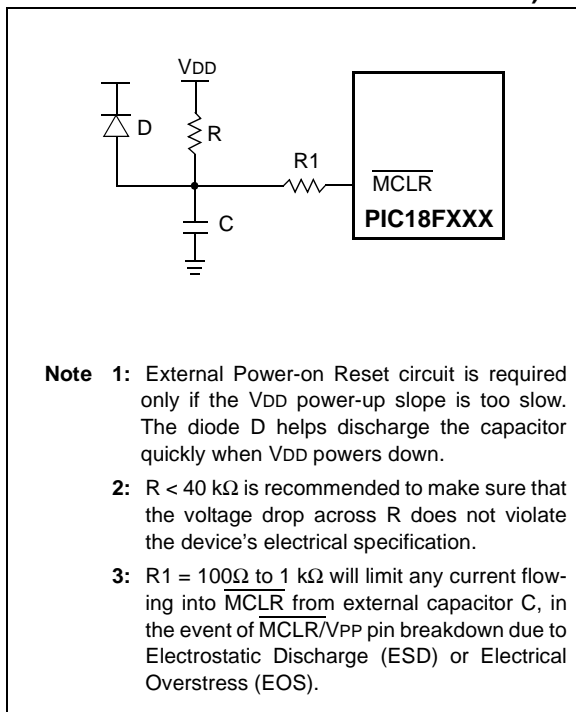 VDD
D
R
R1
MCLR
PIC18FXXX
C
Note 1: External Power-on Reset circuit is required
only if the VDD power-up slope is too slow.
The diode D helps discharge the capacitor
quickly when VDD powers down.
2: R < 40 kΩ is recommended to make sure that
the voltage drop across R does not violate
the device's electrical specification.
3: R1 = 100Ω to 1 kΩ will limit any current flow-
ing into MCLR from external capacitor C, in
the event of MCLR/VPP pin breakdown due to
Electrostatic Discharge (ESD) or Electrical
Overstress (EOS).